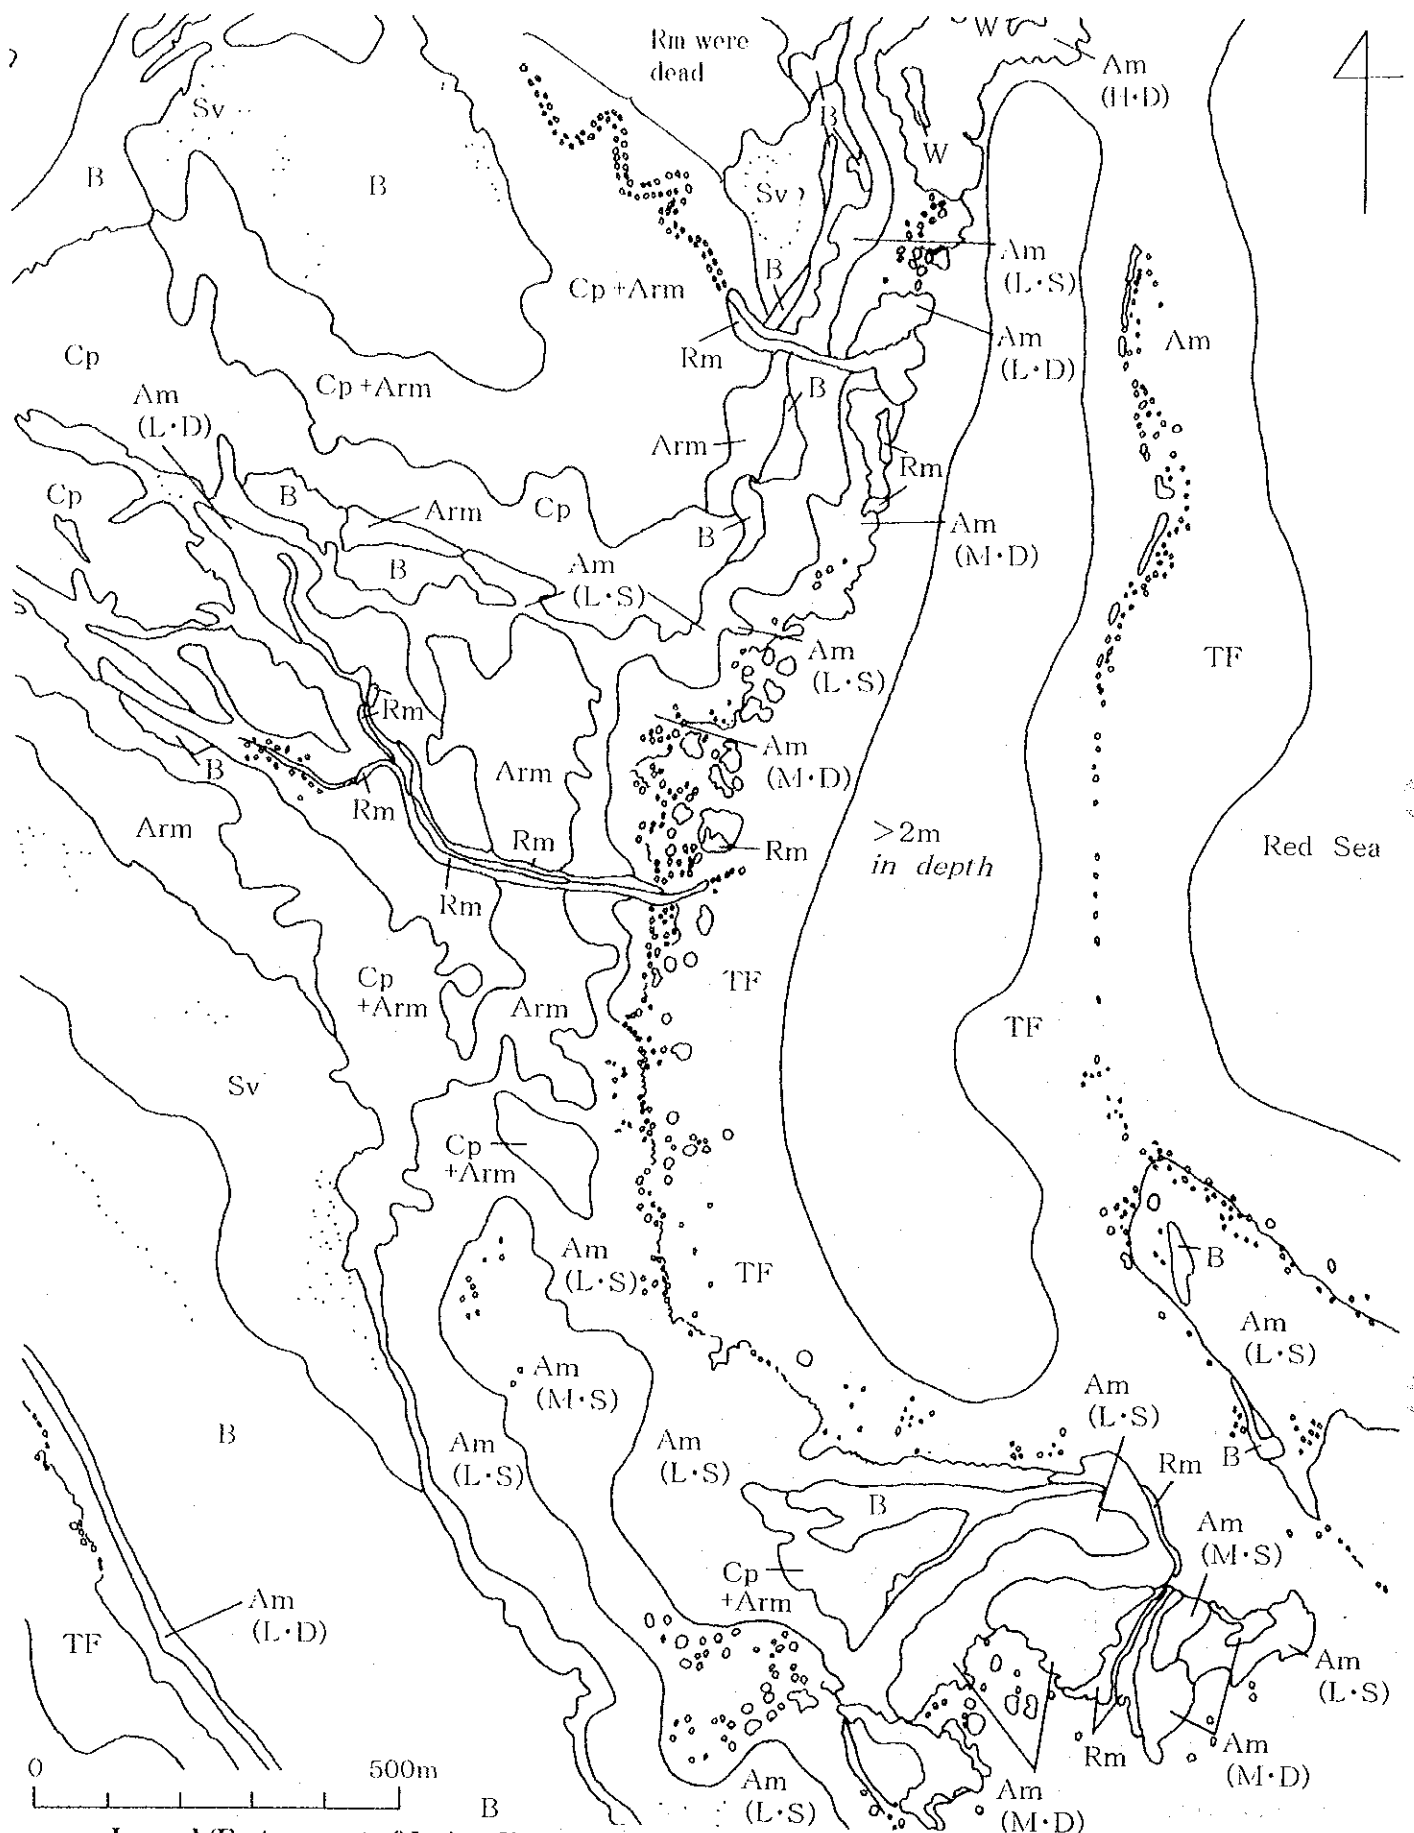 Rm were
dead
W
Am
(H·D)
Sv
B
W
B
B
Sv
Am
(L·S)
B
Cp+Arm
Am
(L·D)
Am
Rm
Cp
Cp+Arm
Am
(L·D)
B
Arm
Rm
Cp
B
Arm
Cp
B
Am
(M·D)
B
Am
(L·S)
Am
(L·S)
TF
Rm
Am
(M·D)
B
Arm
Rm
Arm
Rm
Rm
>2m
in depth
Red Sea
Rm
Cp
+Arm
Arm
TF
TF
Sv
Cp
+Arm
Am
(L·S)
TF
B
Am
(L·S)
Am
(M·S)
Am
(L·S)
B
Am
(L·S)
Am
(L·S)
B
Rm
B
Am
(M·S)
Cp
+Arm
Am
(L·D)
TF
Am
(L·S)
Rm
Am
(M·D)
Am
(L·S)
Am
(M·D)
0 500m
B